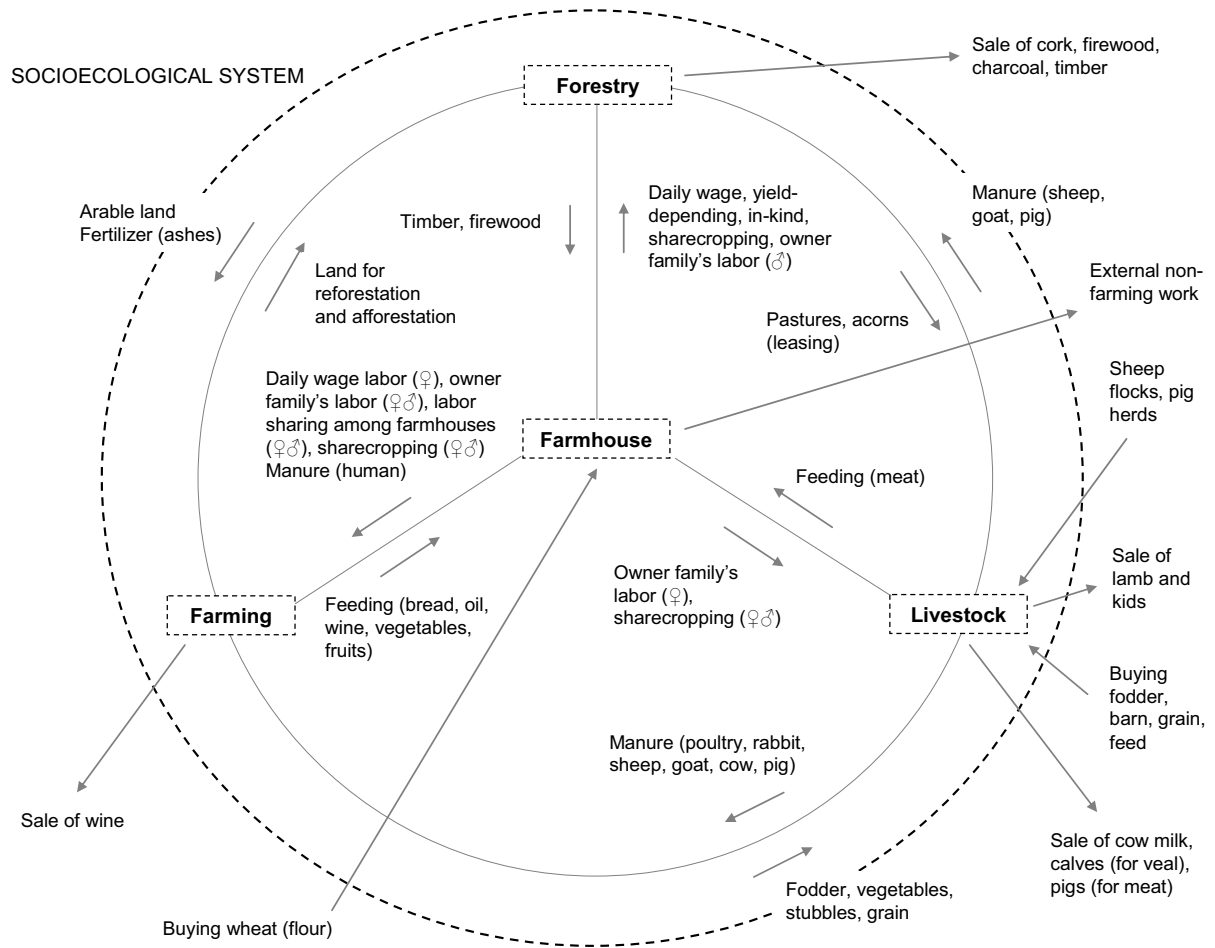 SOCIOECOLOGICAL SYSTEM
Forestry
Sale of cork, firewood,
charcoal, timber
Arable land
Fertilizer (ashes)
Land for
reforestation
and afforestation
Timber, firewood
Daily wage, yield-
depending, in-kind,
sharecropping, owner
family’s labor (♂)
Manure (sheep,
goat, pig)
Pastures, acorns
(leasing)
External non-
farming work
Daily wage labor (♀), owner
family’s labor (♀♂), labor
sharing among farmhouses
(♀♂), sharecropping (♀♂)
Manure (human)
Farmhouse
Sheep
flocks, pig
herds
Feeding (meat)
Owner family’s
labor (♀),
sharecropping (♀♂)
Farming
Feeding (bread, oil,
wine, vegetables,
fruits)
Livestock
Sale of
lamb and
kids
Buying
fodder,
barn, grain,
feed
Manure (poultry, rabbit,
sheep, goat, cow, pig)
Sale of wine
Sale of cow milk,
calves (for veal),
pigs (for meat)
Fodder, vegetables,
stubbles, grain
Buying wheat (flour)